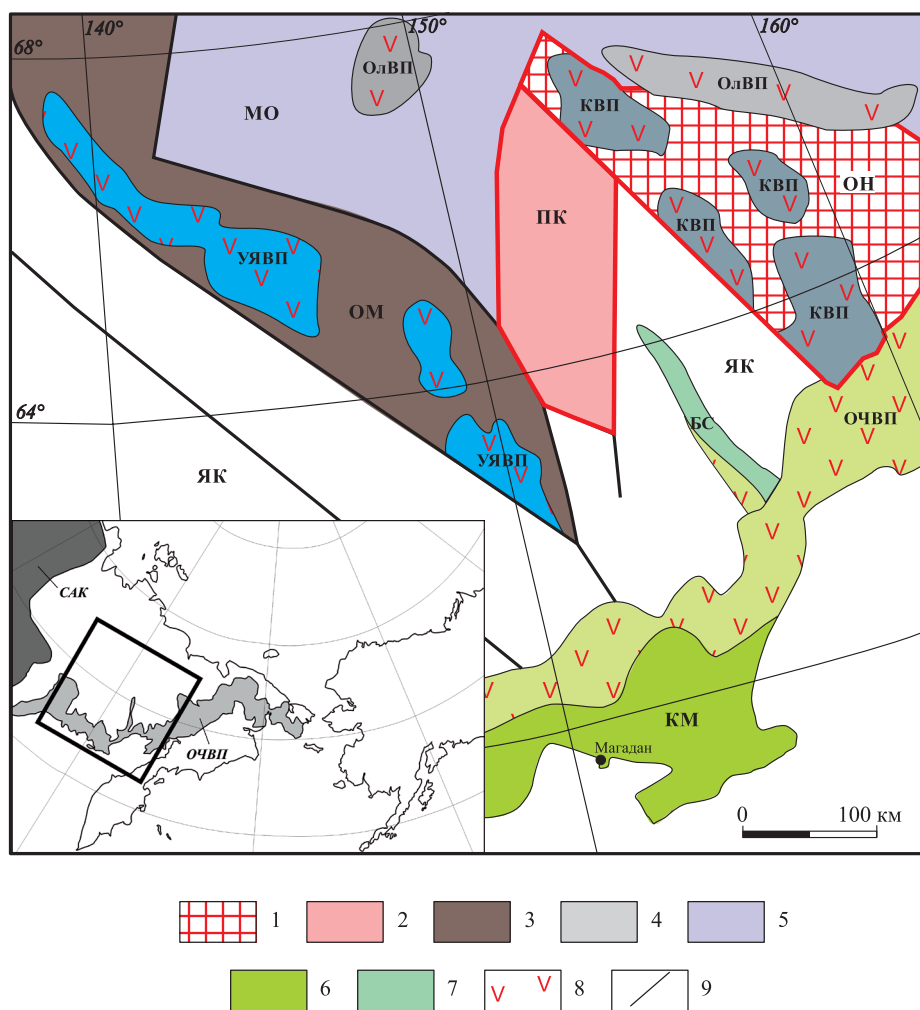 140°
150°
160°
68°
ОлВП
ОлВП
МО
КВП
КВП
ОН
ПК
КВП
УЯВП
ОМ
КВП
ЯК
64°
БС
ОЧВП
УЯВП
ЯК
САК
ОЧВП
КМ
Магадан
0 100 км
1 2 3 4 5
6 7 8 9